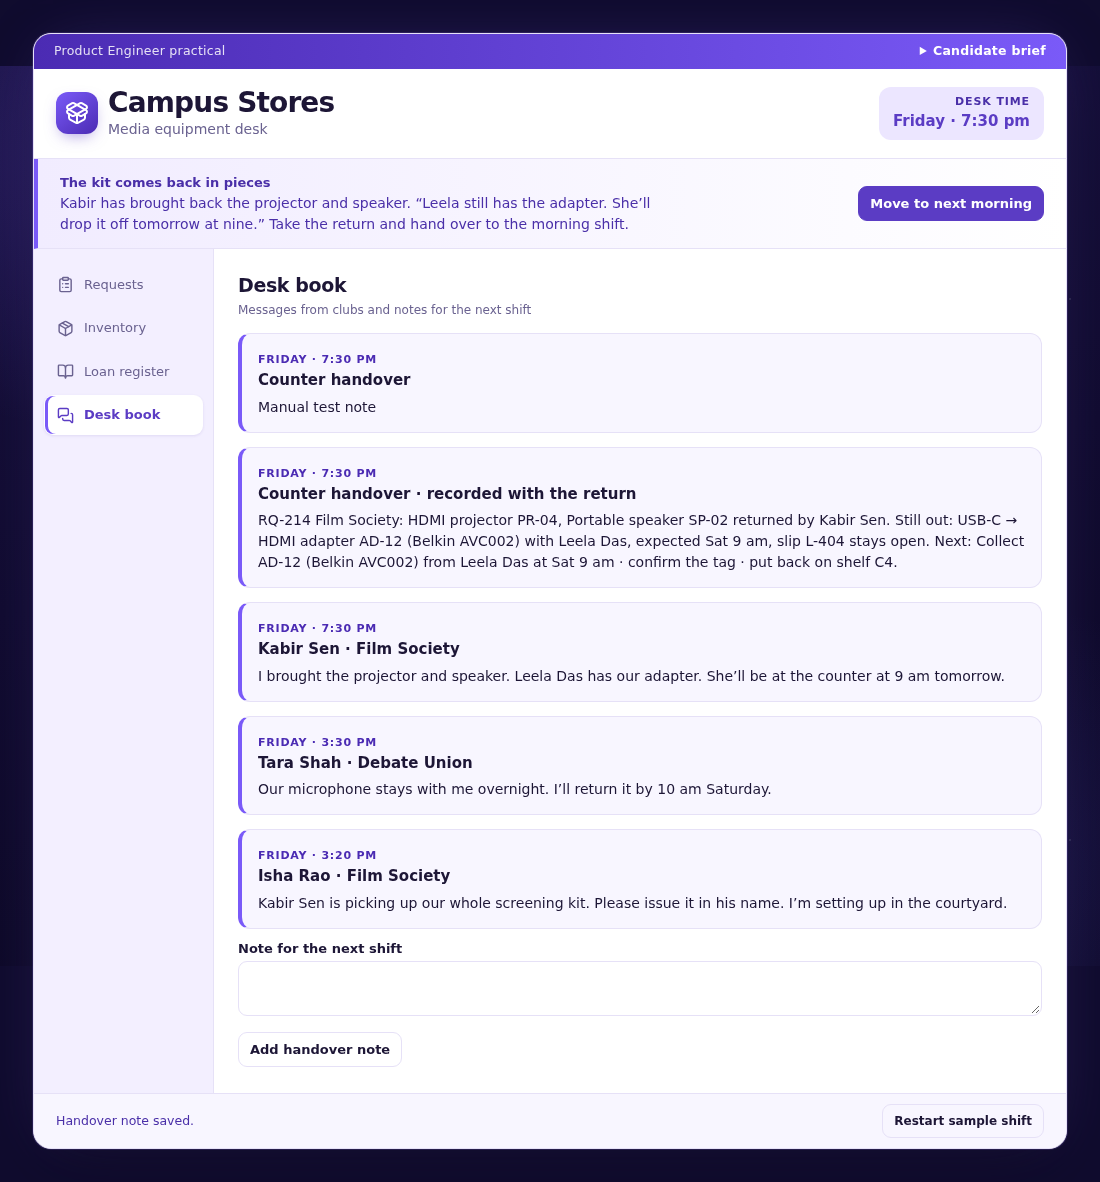 Product Engineer practical
▶ Candidate brief
Campus Stores
Media equipment desk
DESK TIME
Friday · 7:30 pm
The kit comes back in pieces
Kabir has brought back the projector and speaker. “Leela still has the adapter. She’ll
drop it off tomorrow at nine.” Take the return and hand over to the morning shift.
Move to next morning
Requests
Inventory
Loan register
Desk book
Desk book
Messages from clubs and notes for the next shift
FRIDAY · 7:30 PM
Counter handover
Manual test note
FRIDAY · 7:30 PM
Counter handover · recorded with the return
RQ-214 Film Society: HDMI projector PR-04, Portable speaker SP-02 returned by Kabir Sen. Still out: USB-C →
HDMI adapter AD-12 (Belkin AVC002) with Leela Das, expected Sat 9 am, slip L-404 stays open. Next: Collect
AD-12 (Belkin AVC002) from Leela Das at Sat 9 am · confirm the tag · put back on shelf C4.
FRIDAY · 7:30 PM
Kabir Sen · Film Society
I brought the projector and speaker. Leela Das has our adapter. She’ll be at the counter at 9 am tomorrow.
FRIDAY · 3:30 PM
Tara Shah · Debate Union
Our microphone stays with me overnight. I’ll return it by 10 am Saturday.
FRIDAY · 3:20 PM
Isha Rao · Film Society
Kabir Sen is picking up our whole screening kit. Please issue it in his name. I’m setting up in the courtyard.
Note for the next shift
Add handover note
Handover note saved.
Restart sample shift